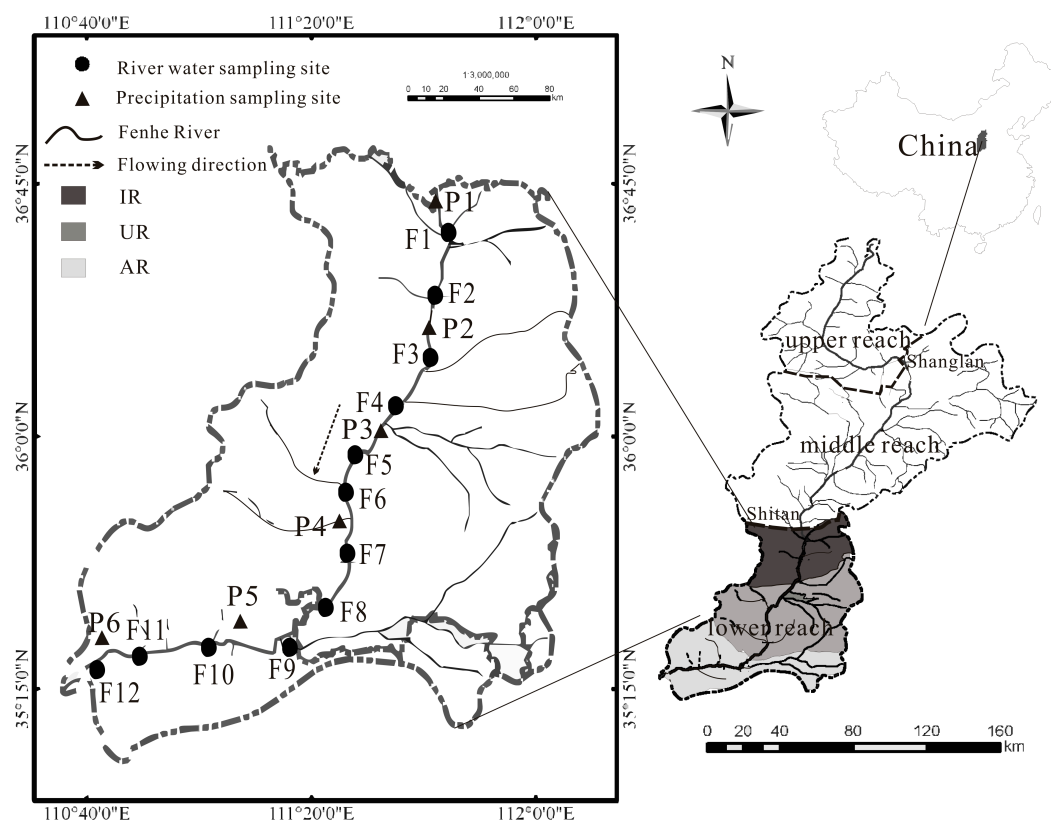 110°40'0"E 111°20'0"E 112°0'0"E
River water sampling site
Precipitation sampling site
Fenhe River
Flowing direction
IR
UR
AR
1:3,000,000
0 10 20 40 60 80
km
N
China
36°45'0"N
36°45'0"N
P1
F1
F2
P2
F3
F4
P3
F5
F6
P4
F7
F8
P5
P6
F11
F10
F9
F12
36°0'0"N
36°0'0"N
35°15'0"N
35°15'0"N
upper reach
Shanglan
middle reach
Shitan
lower reach
0 20 40 80 120 160
km
110°40'0"E 111°20'0"E 112°0'0"E